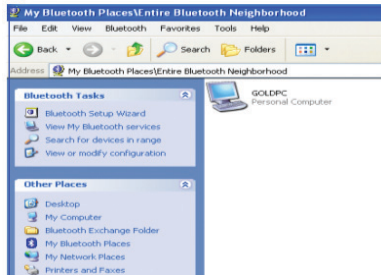 My Bluetooth Places\Entire Bluetooth Neighborhood
File Edit View Bluetooth Favorites Tools Help
Back Search Folders
Address My Bluetooth Places\Entire Bluetooth Neighborhood
Bluetooth Tasks
Bluetooth Setup Wizard
View My Bluetooth services
Search for devices in range
View or modify configuration
Other Places
Desktop
My Computer
Bluetooth Exchange Folder
My Bluetooth Places
My Network Places
Printers and Faxes
GOLDPC
Personal Computer